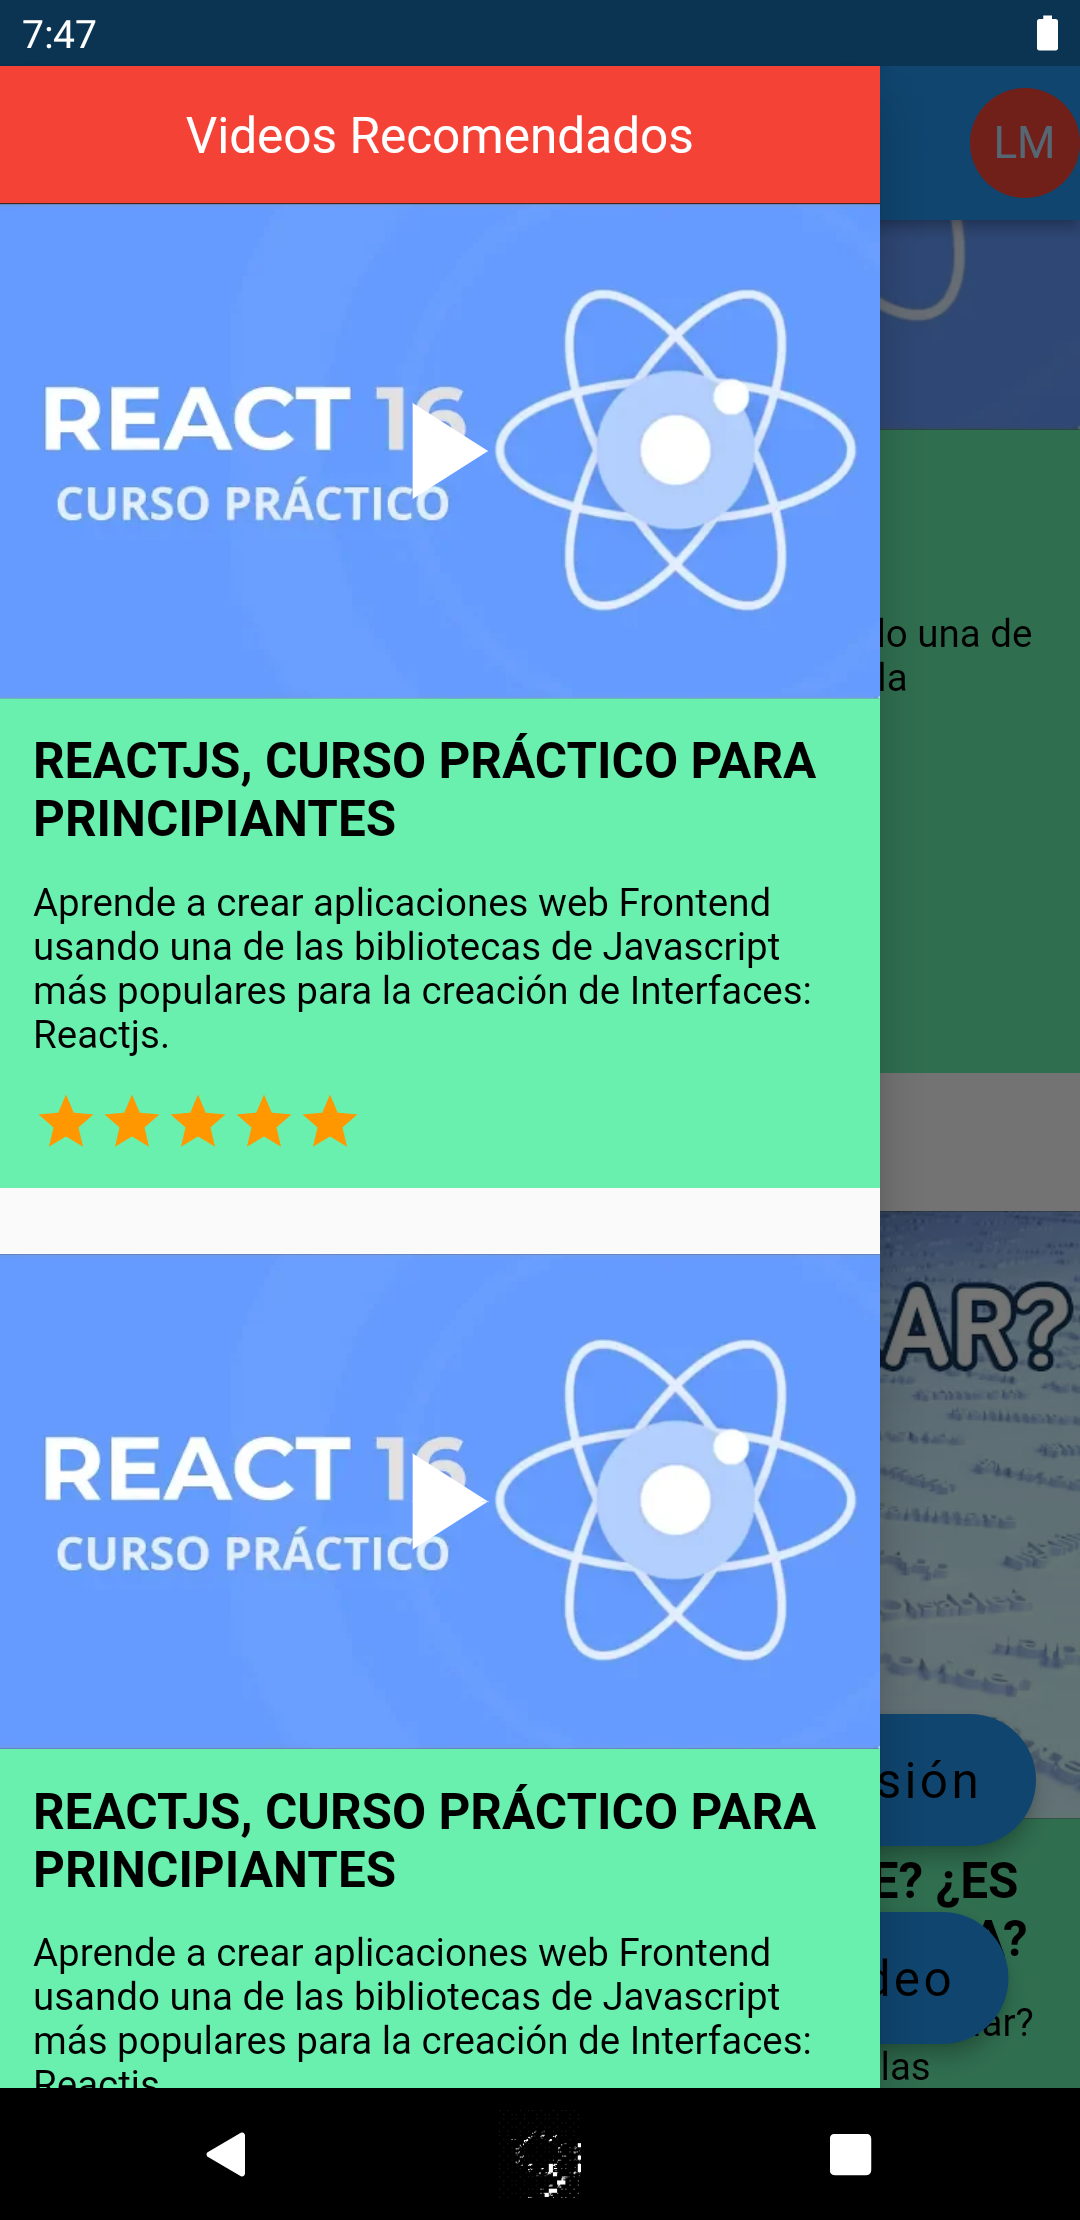 7:47
Videos Recomendados
LM
REACT 16
CURSO PRÁCTICO
REACTJS, CURSO PRÁCTICO PARA
PRINCIPIANTES
Aprende a crear aplicaciones web Frontend
usando una de las bibliotecas de Javascript
más populares para la creación de Interfaces:
Reactjs.
REACT 16
CURSO PRÁCTICO
REACTJS, CURSO PRÁCTICO PARA
PRINCIPIANTES
Aprende a crear aplicaciones web Frontend
usando una de las bibliotecas de Javascript
más populares para la creación de Interfaces:
Reactjs.
lo una de
la
AR?
sión
E? ¿ES
A?
deo
ar?
las